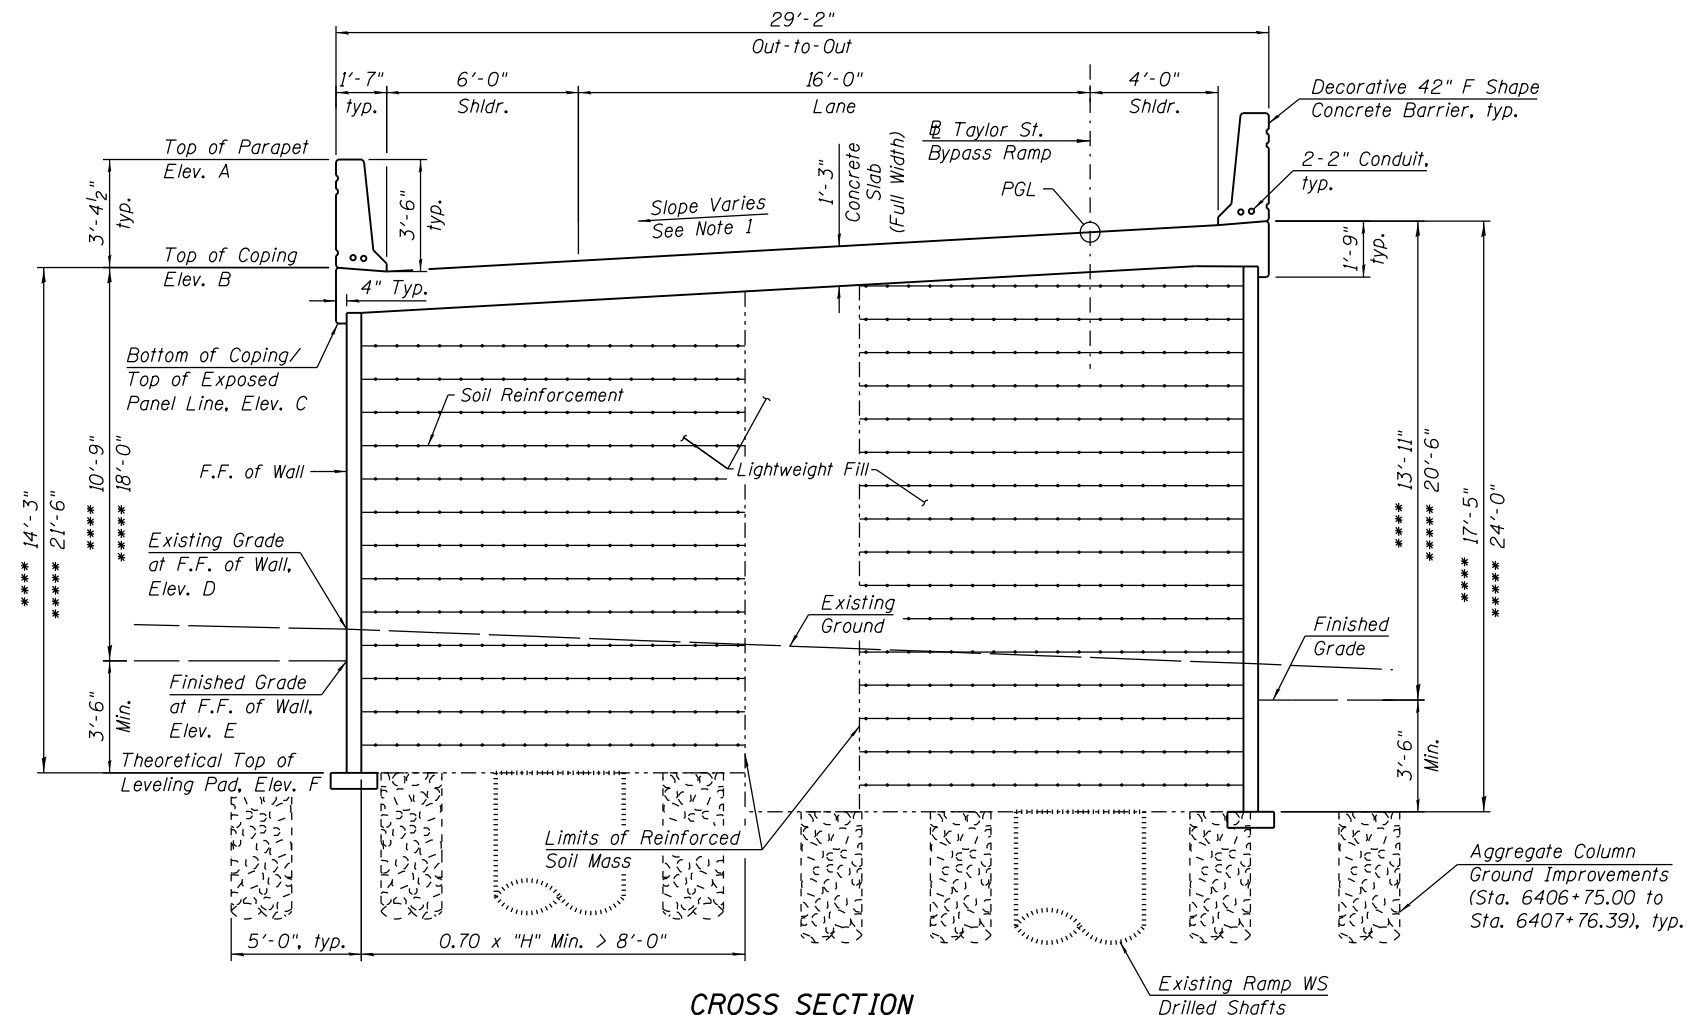 29'-2"
Out-to-Out
1'-7"
typ.
6'-0"
Shldr.
16'-0"
Lane
4'-0"
Shldr.
Decorative 42" F Shape
Concrete Barrier, typ.
Top of Parapet
Elev. A
3'-4½"
typ.
3'-6"
typ.
Slope Varies
See Note 1
1'-3"
Concrete
Slab
(Full Width)
℄ Taylor St.
Bypass Ramp
PGL
2-2" Conduit,
typ.
1'-9"
typ.
Top of Coping
Elev. B
4" Typ.
Bottom of Coping/
Top of Exposed
Panel Line, Elev. C
Soil Reinforcement
F.F. of Wall
Lightweight Fill
**** 14'-3"
***** 21'-6"
**** 10'-9"
***** 18'-0"
**** 13'-11"
***** 20'-6"
**** 17'-5"
***** 24'-0"
Existing Grade
at F.F. of Wall,
Elev. D
Existing
Ground
Finished
Grade
Finished Grade
at F.F. of Wall,
Elev. E
3'-6"
Min.
3'-6"
Min.
Theoretical Top of
Leveling Pad, Elev. F
Limits of Reinforced
Soil Mass
Aggregate Column
Ground Improvements
(Sta. 6406+75.00 to
Sta. 6407+76.39), typ.
5'-0", typ.
0.70 x "H" Min. > 8'-0"
Existing Ramp WS
Drilled Shafts
CROSS SECTION